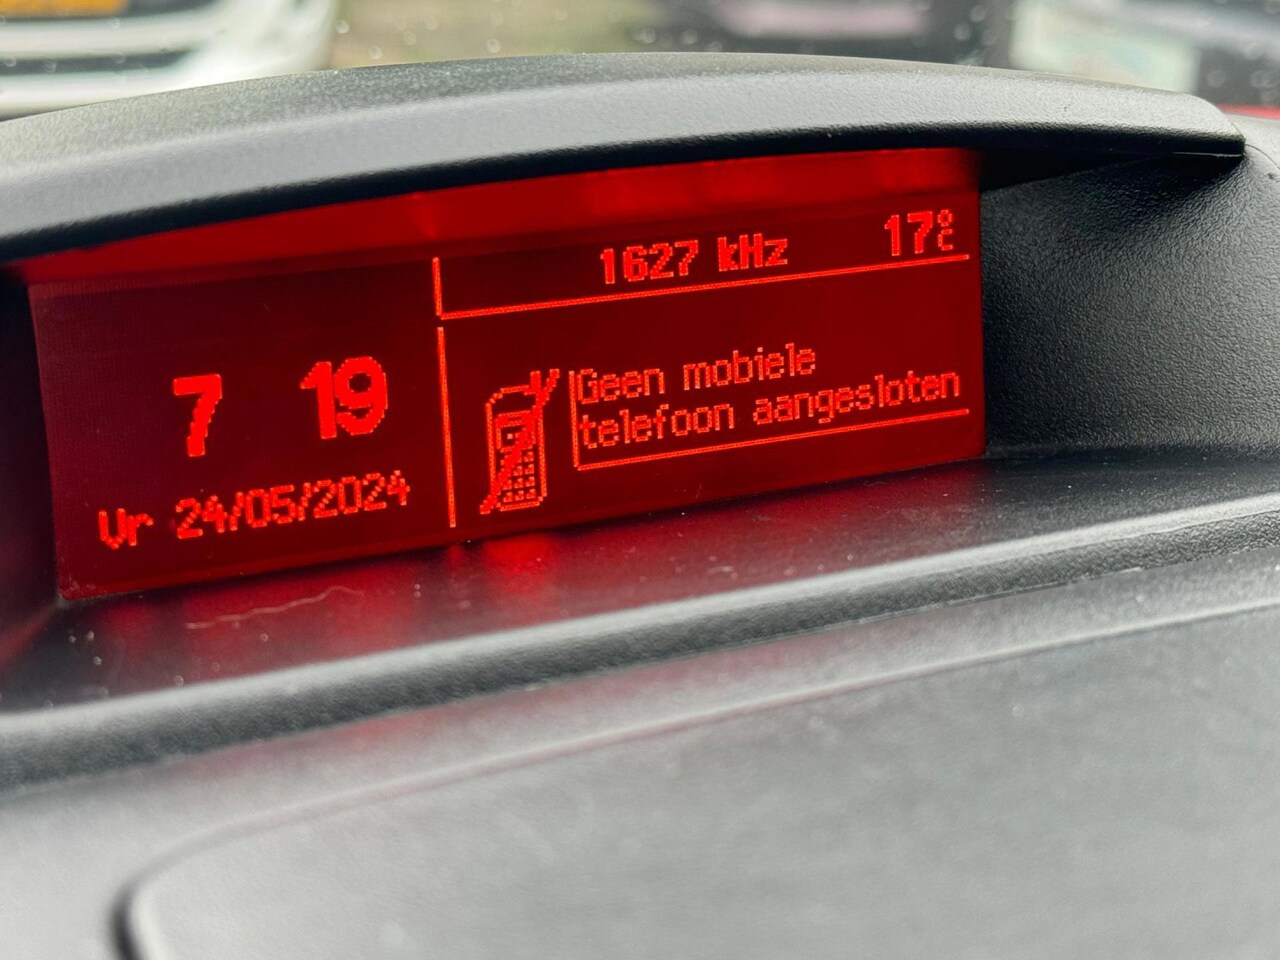 1627 kHz 17°C
7 19
Vr 24/05/2024
Geen mobiele
telefoon aangesloten